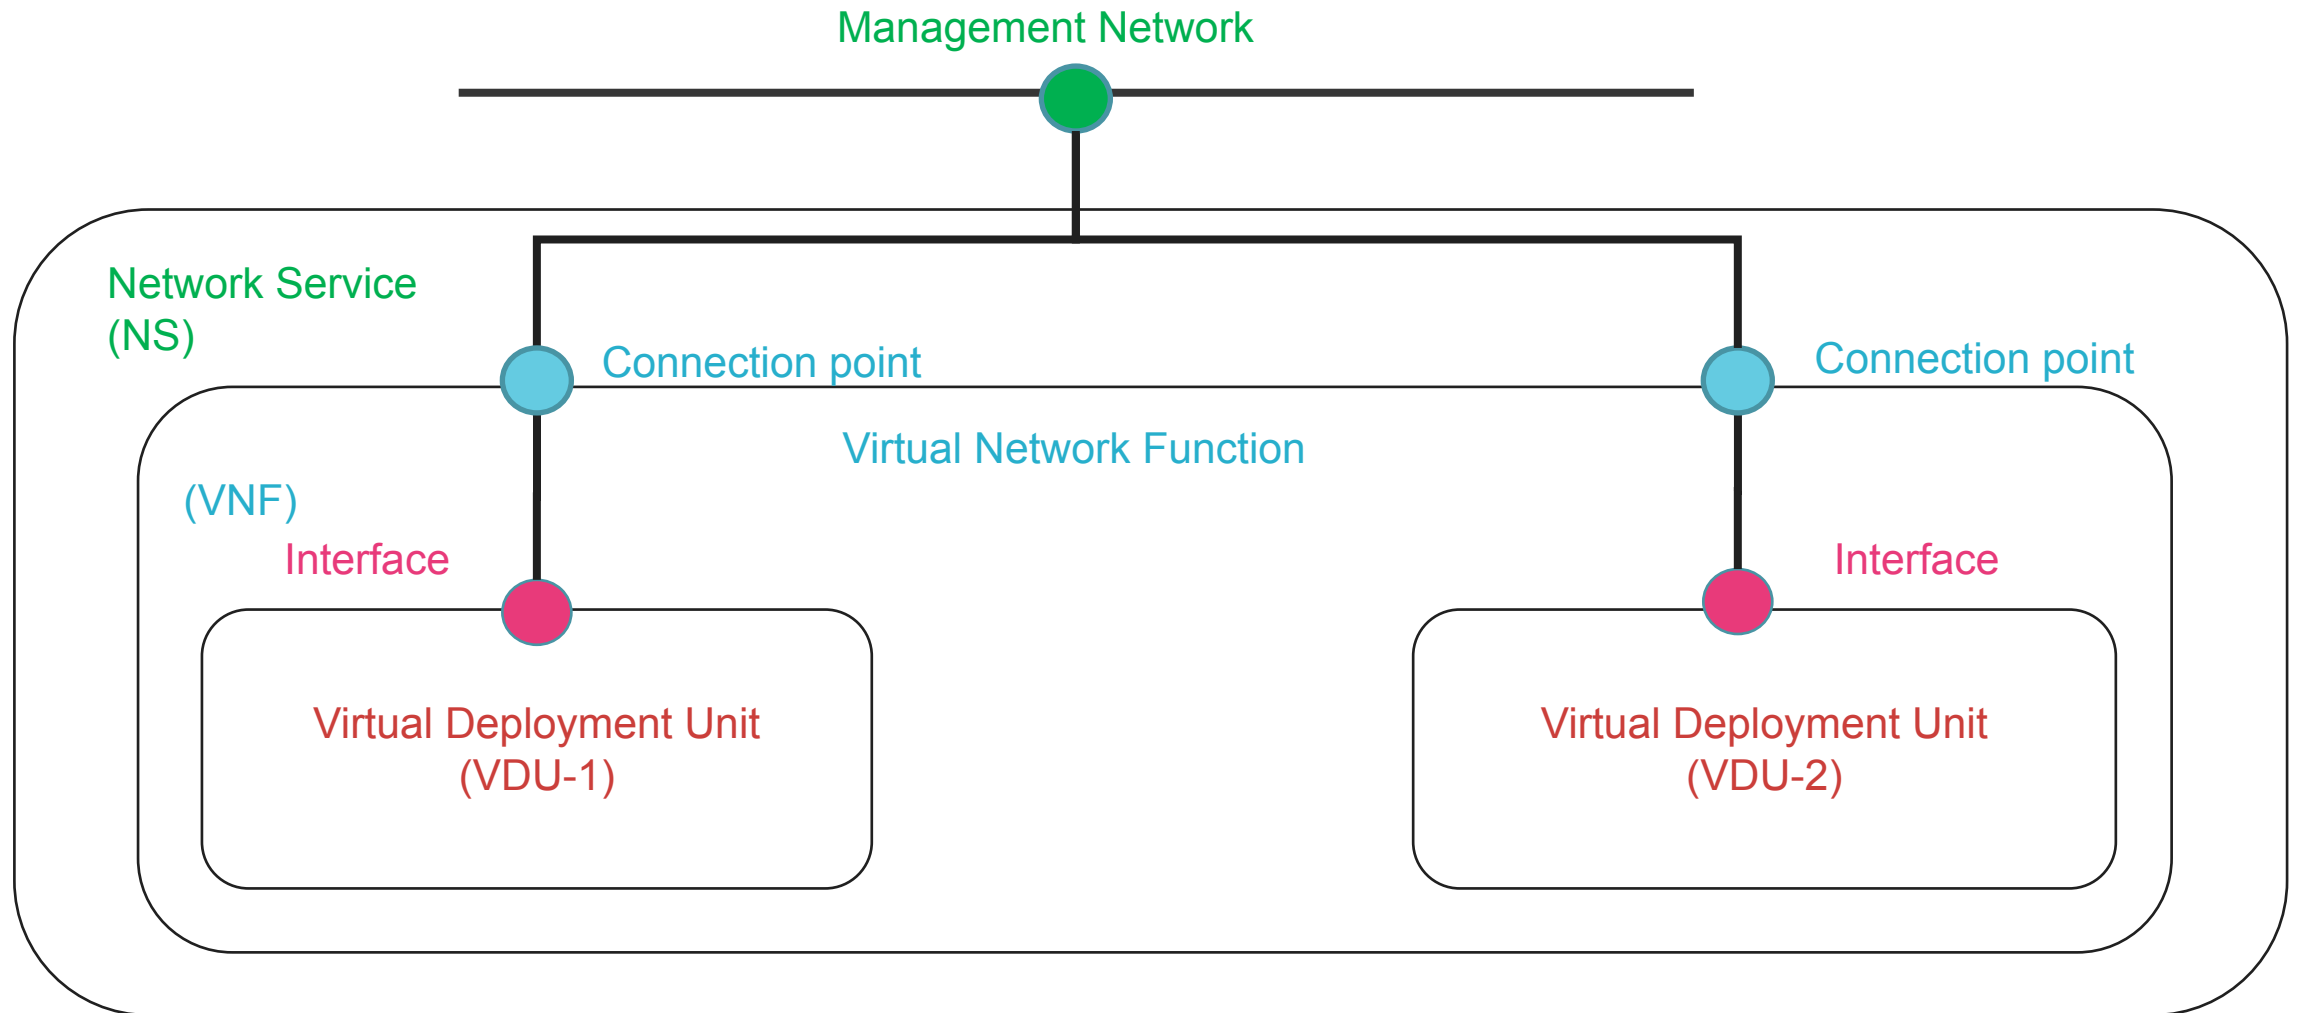 Management Network
Network Service
(NS)
Connection point
Connection point
Virtual Network Function
(VNF)
Interface
Interface
Virtual Deployment Unit
(VDU-1)
Virtual Deployment Unit
(VDU-2)